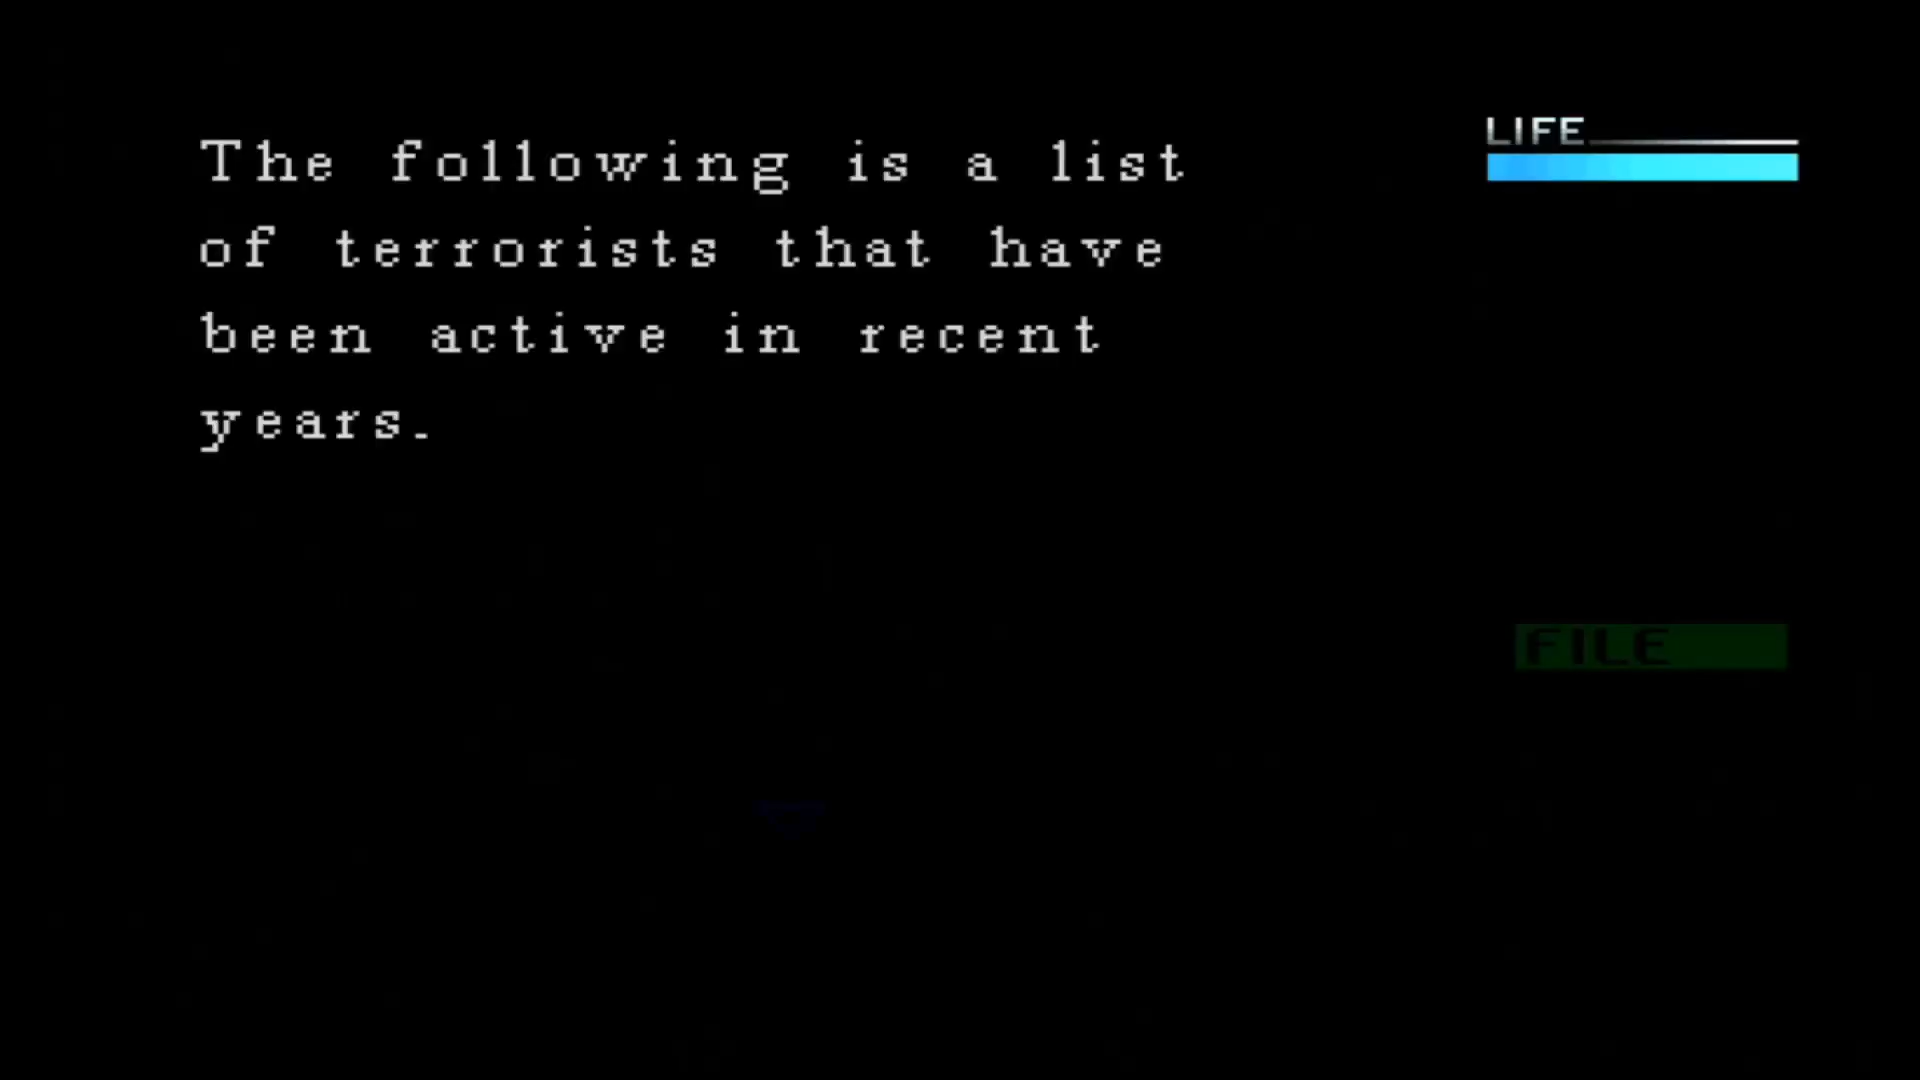 The following is a list
of terrorists that have
been active in recent
years.
LIFE
FILE